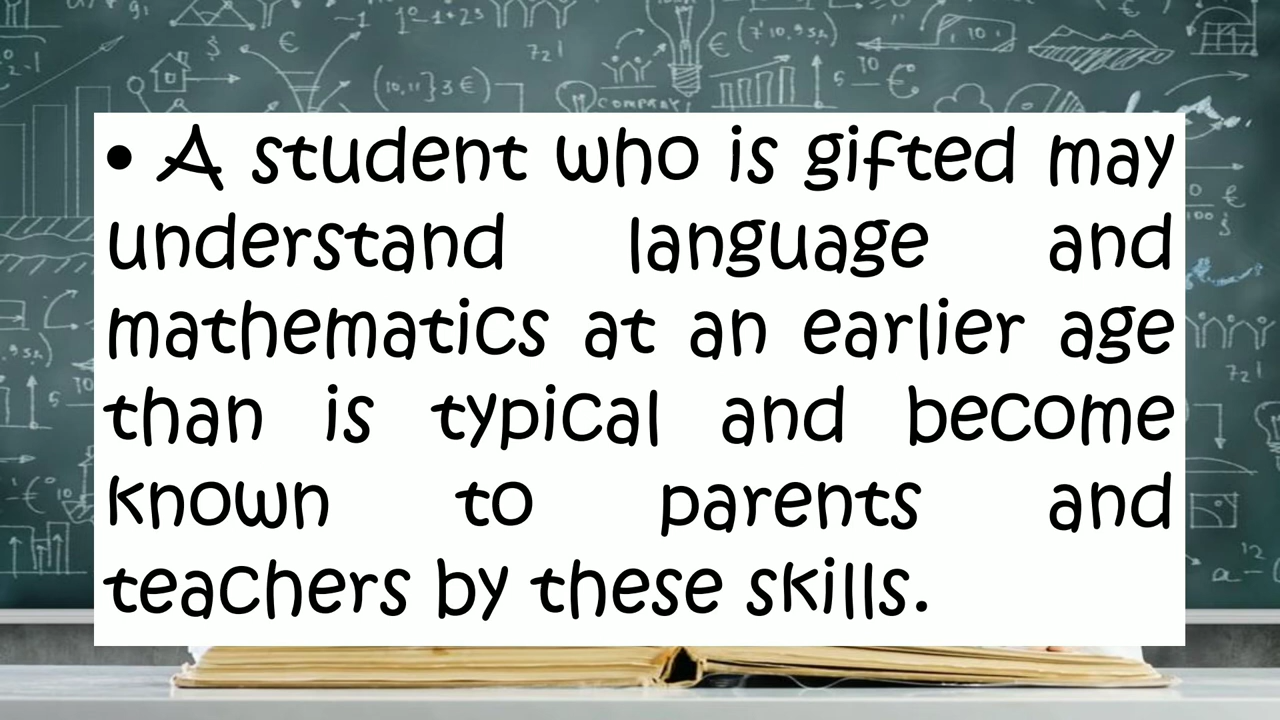 • A student who is gifted may
understand language and
mathematics at an earlier age
than is typical and become
known to parents and
teachers by these skills.